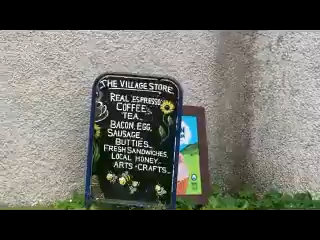 THE VILLAGE STORE
REAL ESPRESSO
COFFEE
TEA
BACON, EGG,
SAUSAGE
BUTTIES
FRESH SANDWICHES
LOCAL HONEY
ARTS-CRAFTS